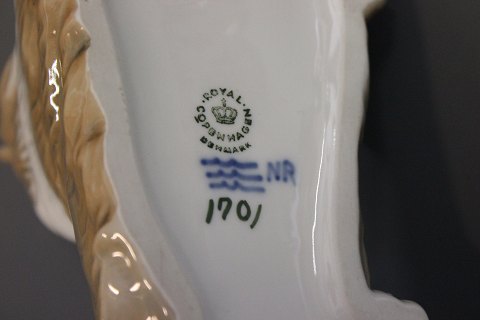 ROYAL
COPENHAGEN
DENMARK
NR
1701